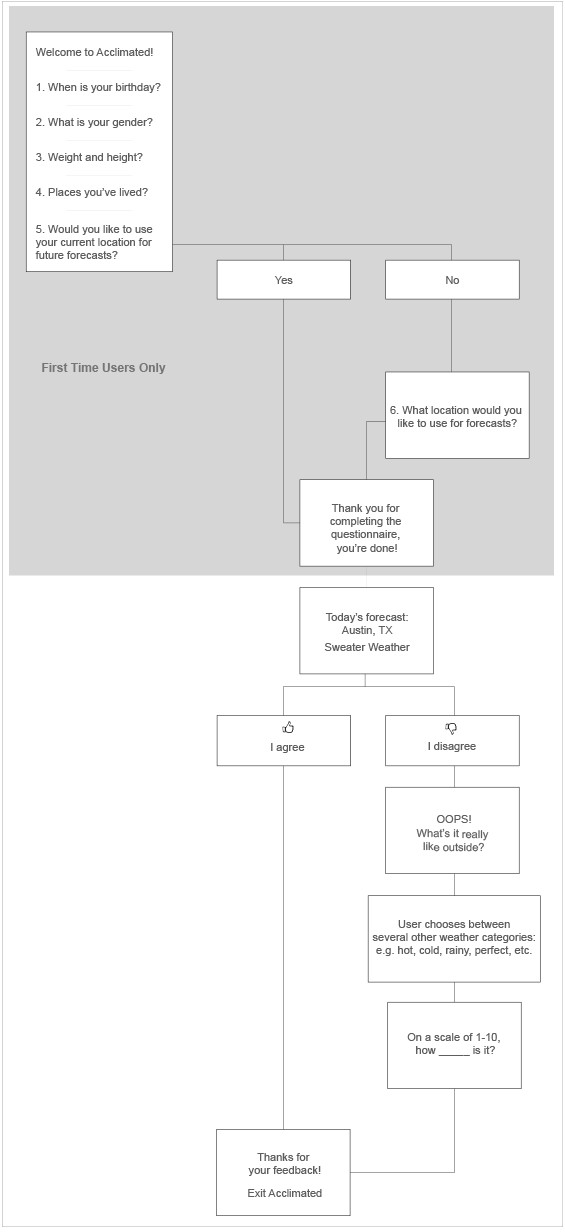 Welcome to Acclimated!
1. When is your birthday?
2. What is your gender?
3. Weight and height?
4. Places you've lived?
5. Would you like to use
your current location for
future forecasts?
Yes
No
First Time Users Only
6. What location would you
like to use for forecasts?
Thank you for
completing the
questionnaire,
you're done!
Today's forecast:
Austin, TX
Sweater Weather
I agree
I disagree
OOPS!
What's it really
like outside?
User chooses between
several other weather categories:
e.g. hot, cold, rainy, perfect, etc.
On a scale of 1-10,
how _____ is it?
Thanks for
your feedback!
Exit Acclimated